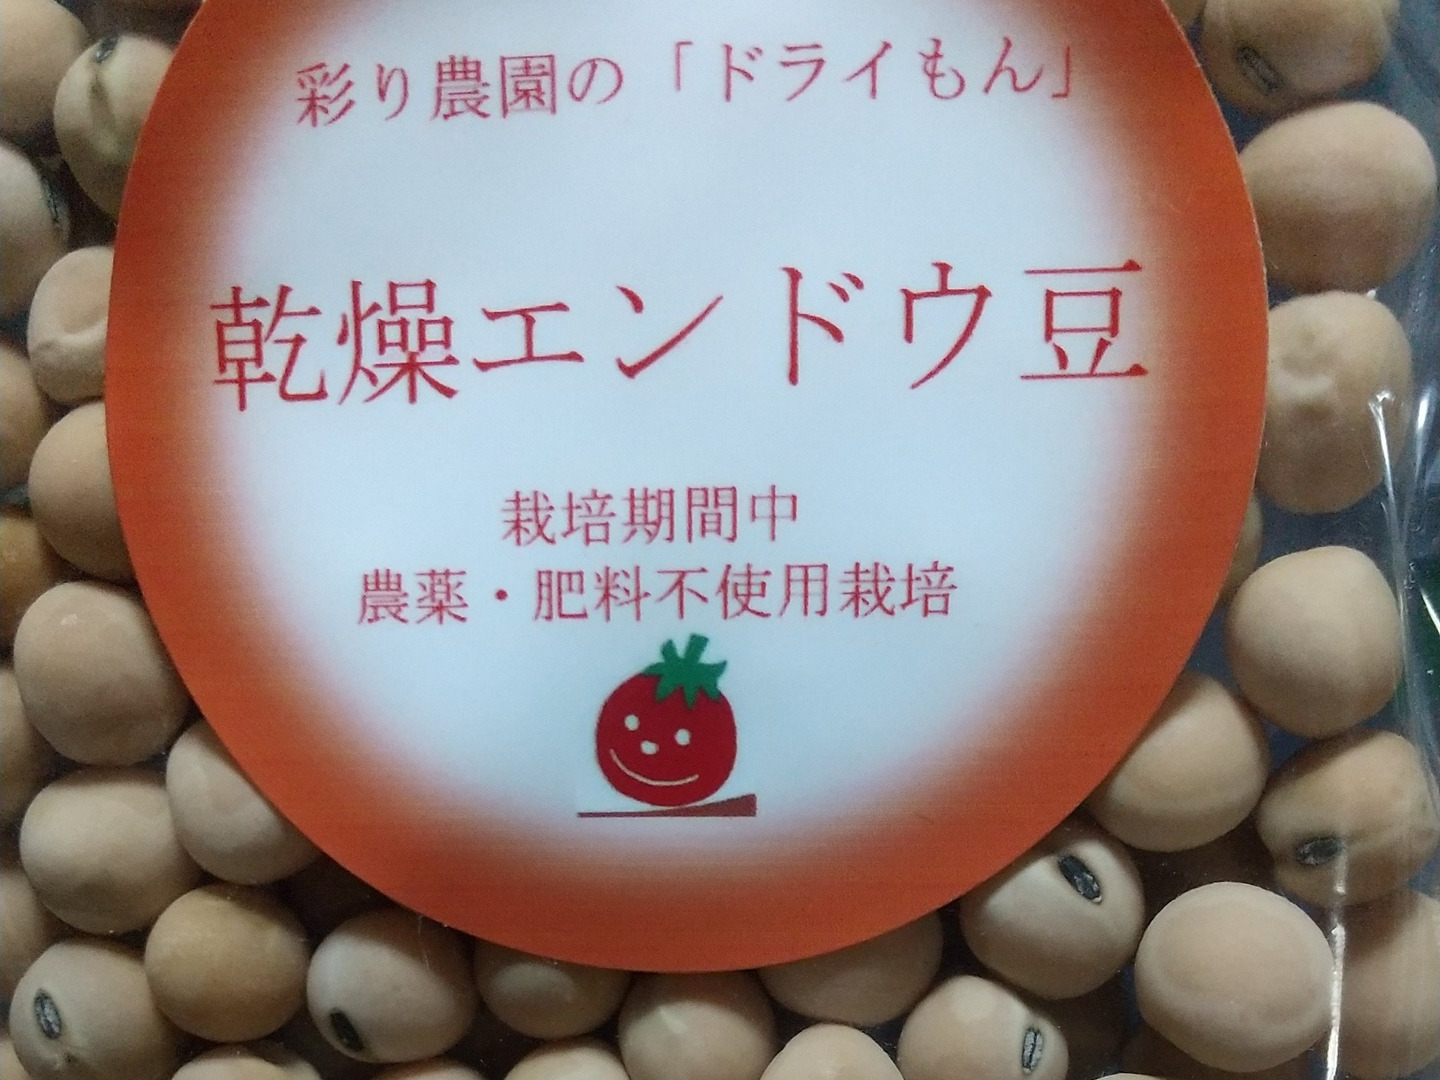 彩り農園の「ドライもん」
乾燥エンドウ豆
栽培期間中
農薬・肥料不使用栽培